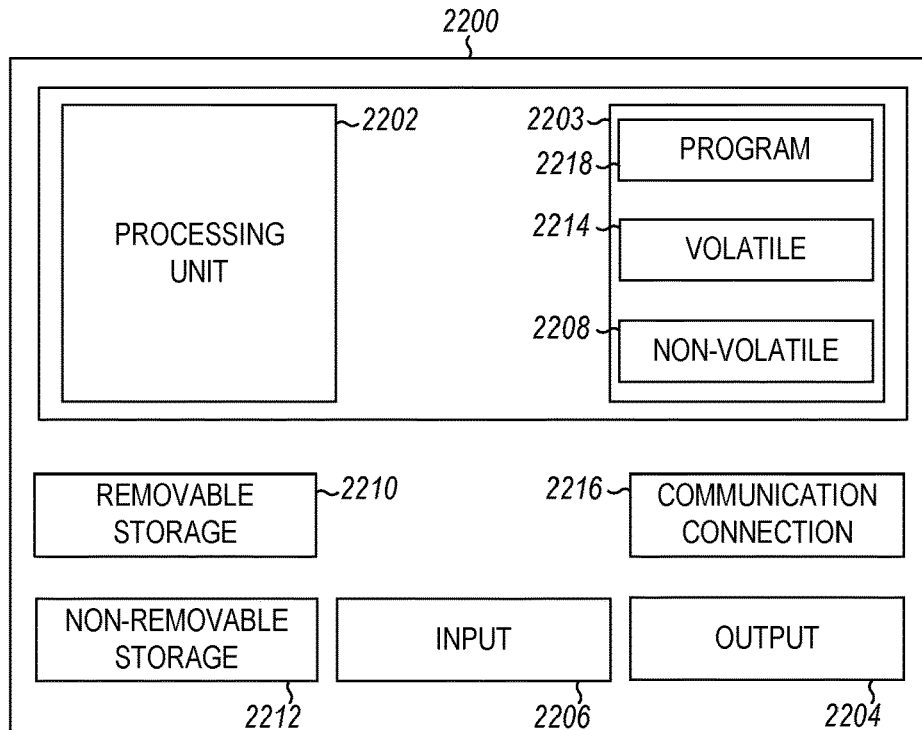 2200
2202
2203
PROGRAM
2218
PROCESSING
UNIT
2214
VOLATILE
2208
NON-VOLATILE
REMOVABLE
STORAGE
2210
2216
COMMUNICATION
CONNECTION
NON-REMOVABLE
STORAGE
INPUT
OUTPUT
2212
2206
2204